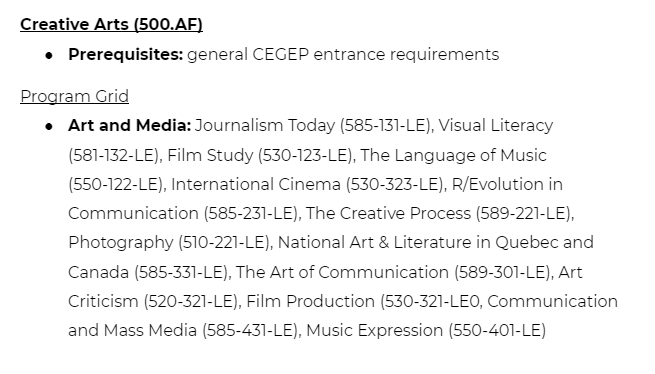 Creative Arts (500.AF)
● Prerequisites: general CEGEP entrance requirements
Program Grid
● Art and Media: Journalism Today (585-131-LE), Visual Literacy
(581-132-LE), Film Study (530-123-LE), The Language of Music
(550-122-LE), International Cinema (530-323-LE), R/Evolution in
Communication (585-231-LE), The Creative Process (589-221-LE),
Photography (510-221-LE), National Art & Literature in Quebec and
Canada (585-331-LE), The Art of Communication (589-301-LE), Art
Criticism (520-321-LE), Film Production (530-321-LE0, Communication
and Mass Media (585-431-LE), Music Expression (550-401-LE)